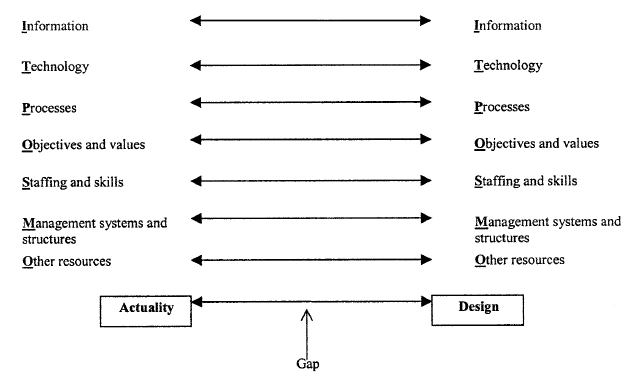 Information Information
Technology Technology
Processes Processes
Objectives and values Objectives and values
Staffing and skills Staffing and skills
Management systems and Management systems and
structures structures
Other resources Other resources
Actuality Design
Gap